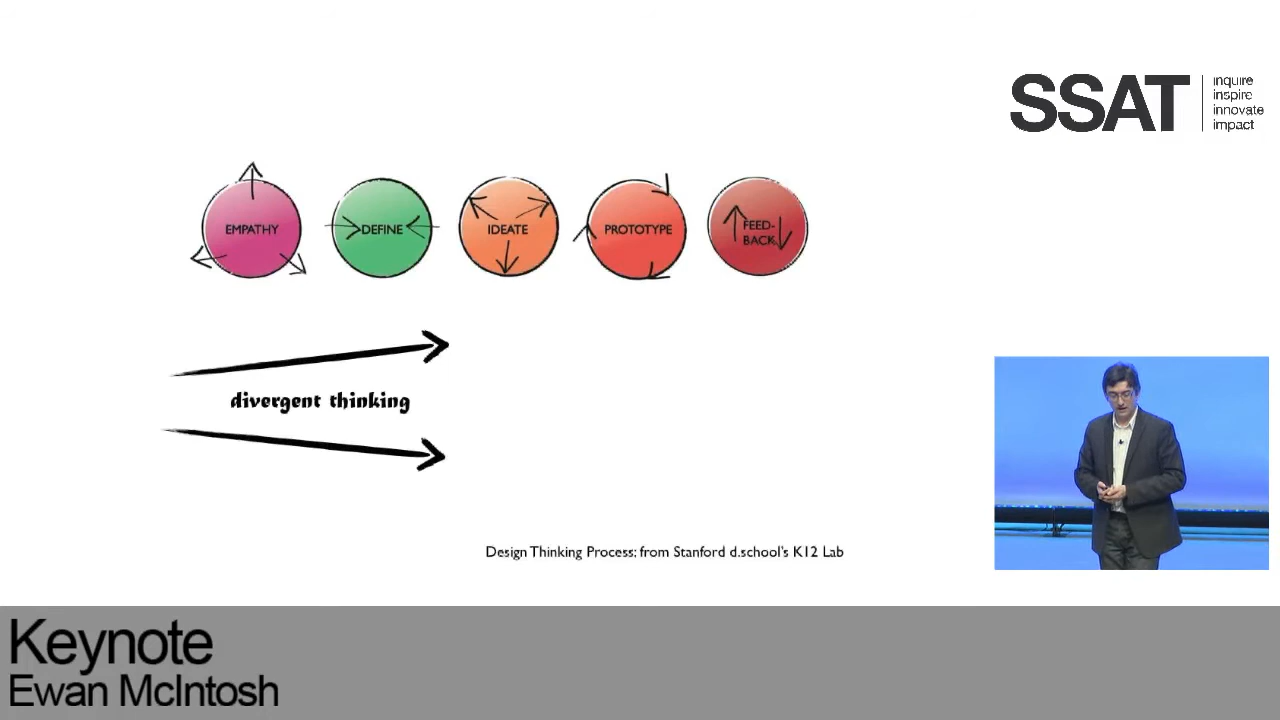 SSAT
inquire
inspire
innovate
impact
EMPATHY
DEFINE
IDEATE
PROTOTYPE
FEED-
BACK
divergent thinking
Design Thinking Process: from Stanford d.school's K12 Lab
Keynote
Ewan McIntosh